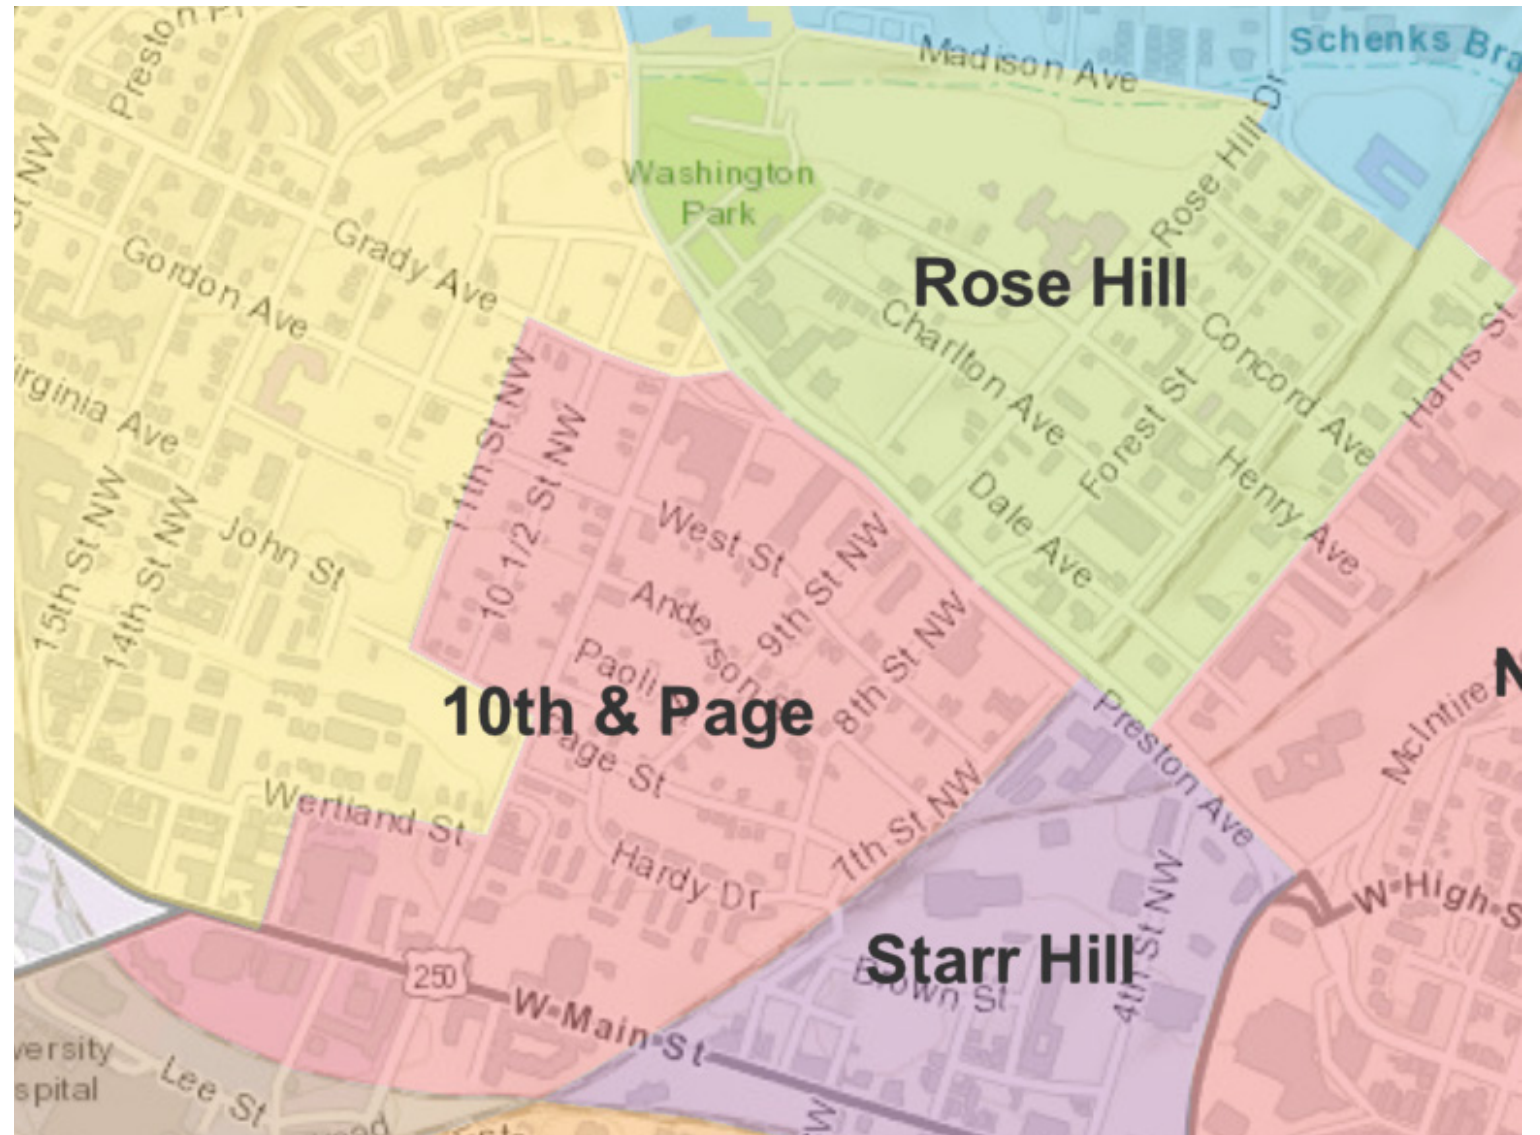 Schenks Bra
Madison Ave
Rose Hill Dr
Washington
Park
Grady Ave
Gordon Ave
Rose Hill
Charlton Ave
Concord Ave
Forest St
Harris St
Henry Ave
Dale Ave
irginia Ave
11th St NW
10 1/2 St NW
15th St NW
14th St NW
John St
West St
Anderson
9th St NW
8th St NW
Paoli
10th & Page
Page St
Preston Ave
McIntire
N
Wertland St
7th St NW
Hardy Dr
4th St NW
W High S
Starr Hill
Brown St
250
W Main St
versity
spital
Lee St